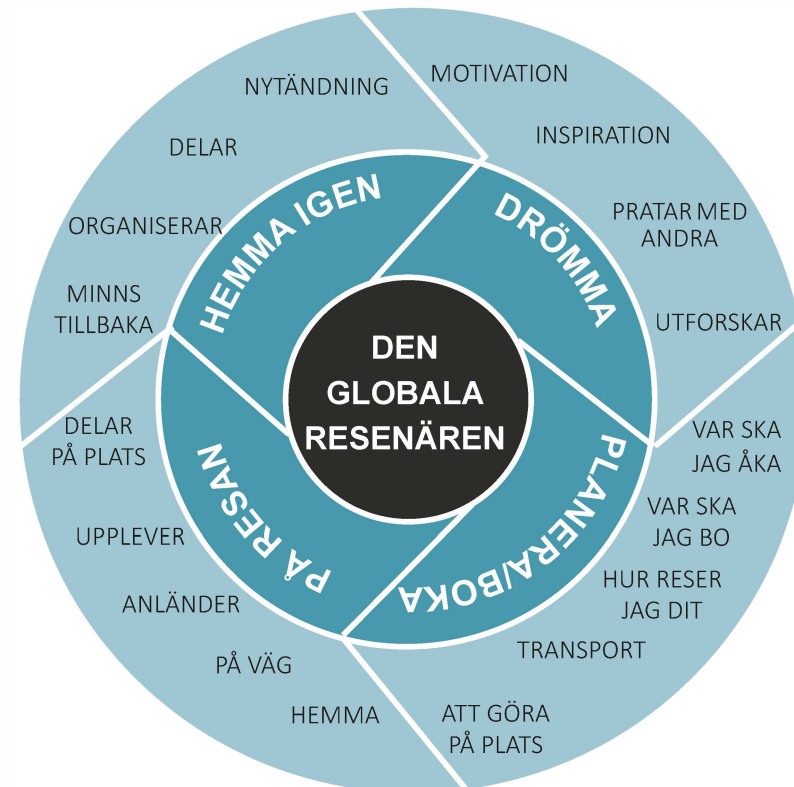 DEN
GLOBALA
RESENÄREN
DRÖMMA
MOTIVATION
INSPIRATION
PRATAR MED
ANDRA
UTFORSKAR
PLANERA/BOKA
VAR SKA
JAG ÅKA
VAR SKA
JAG BO
HUR RESER
JAG DIT
TRANSPORT
ATT GÖRA
PÅ PLATS
PÅ RESAN
HEMMA
PÅ VÄG
ANLÄNDER
UPPLEVER
DELAR
PÅ PLATS
HEMMA IGEN
MINNS
TILLBAKA
ORGANISERAR
DELAR
NYTÄNDNING